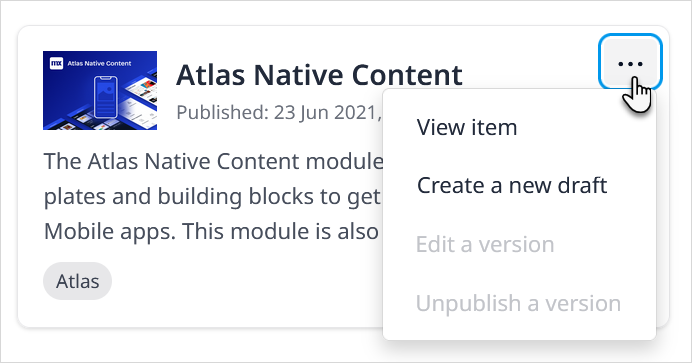 mx Atlas Native Content
Atlas Native Content
...
Published: 23 Jun 2021,
View item
The Atlas Native Content module
plates and building blocks to get
Create a new draft
Mobile apps. This module is also
Edit a version
Atlas
Unpublish a version